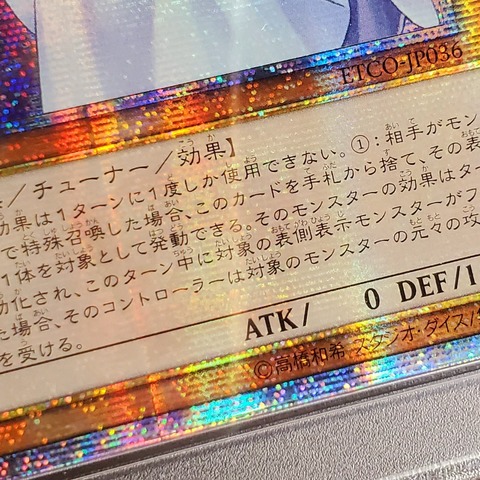 ETCO-JP036
/チューナー/効果】
効果は1ターンに1度しか使用できない。①:相手がモン
で特殊召喚した場合、このカードを手札から捨て、その表
1体を対象として発動できる。そのモンスターの効果はター
効化され、このターン中に対象の表側表示モンスターがフ
た場合、そのコントローラーは対象のモンスターの元々の攻
を受ける。
ATK/ 0 DEF/1
©高橋和希 スタジオ・ダイス/